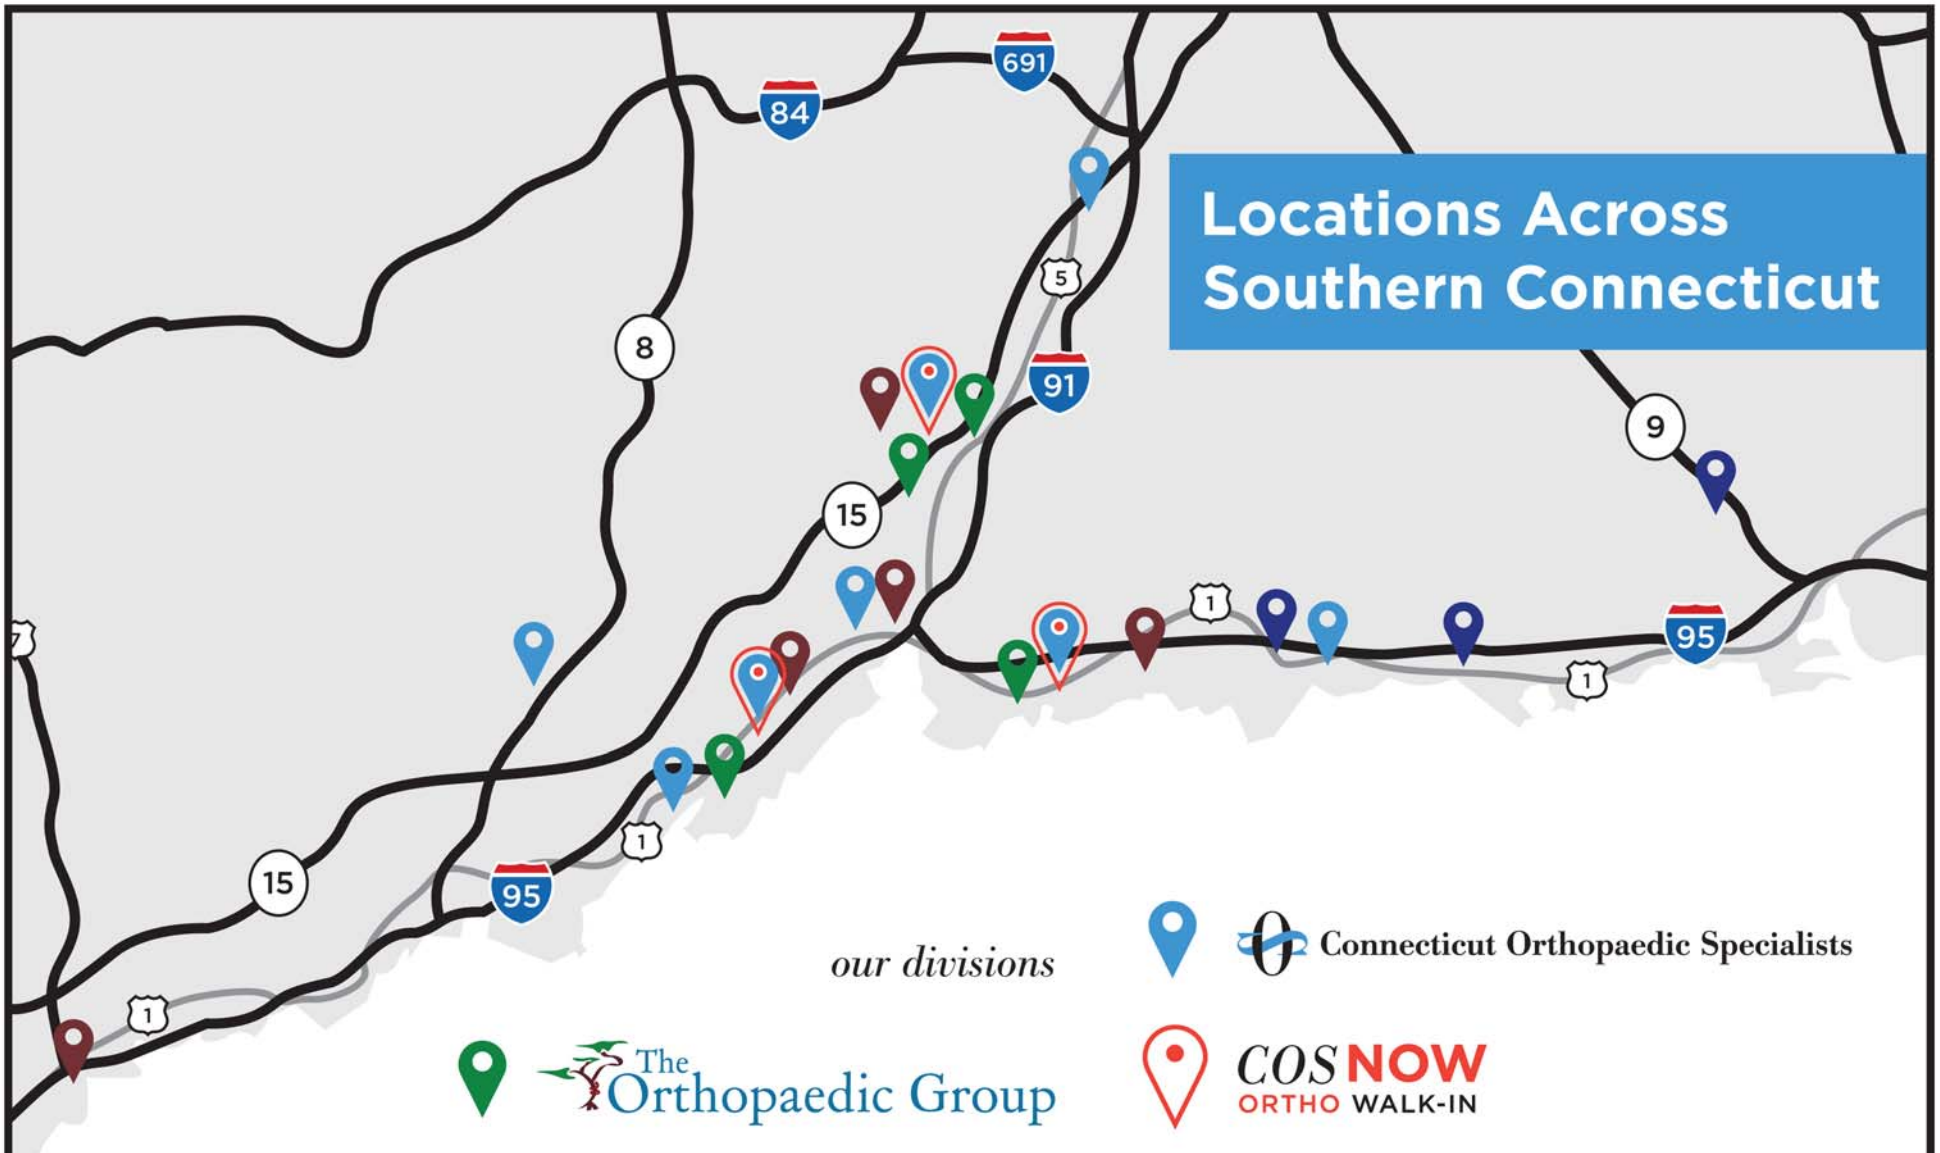 691
84
Locations Across
Southern Connecticut
5
8
91
9
15
1
7
95
1
1
15
95
our divisions
Connecticut Orthopaedic Specialists
1
The
Orthopaedic Group
COS NOW
ORTHO WALK-IN